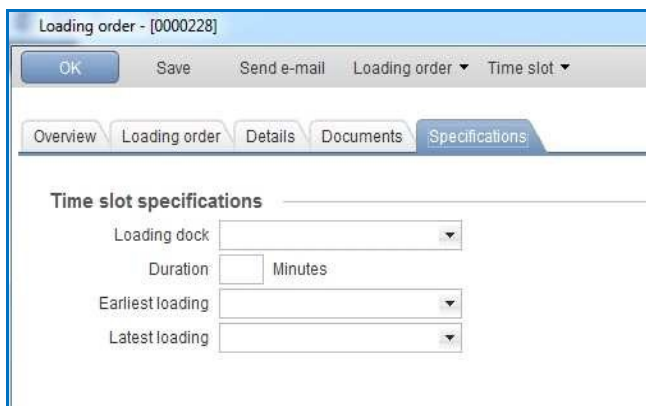 Loading order - [0000228]
OK Save Send e-mail Loading order Time slot
Overview Loading order Details Documents Specifications
Time slot specifications
Loading dock
Duration Minutes
Earliest loading
Latest loading